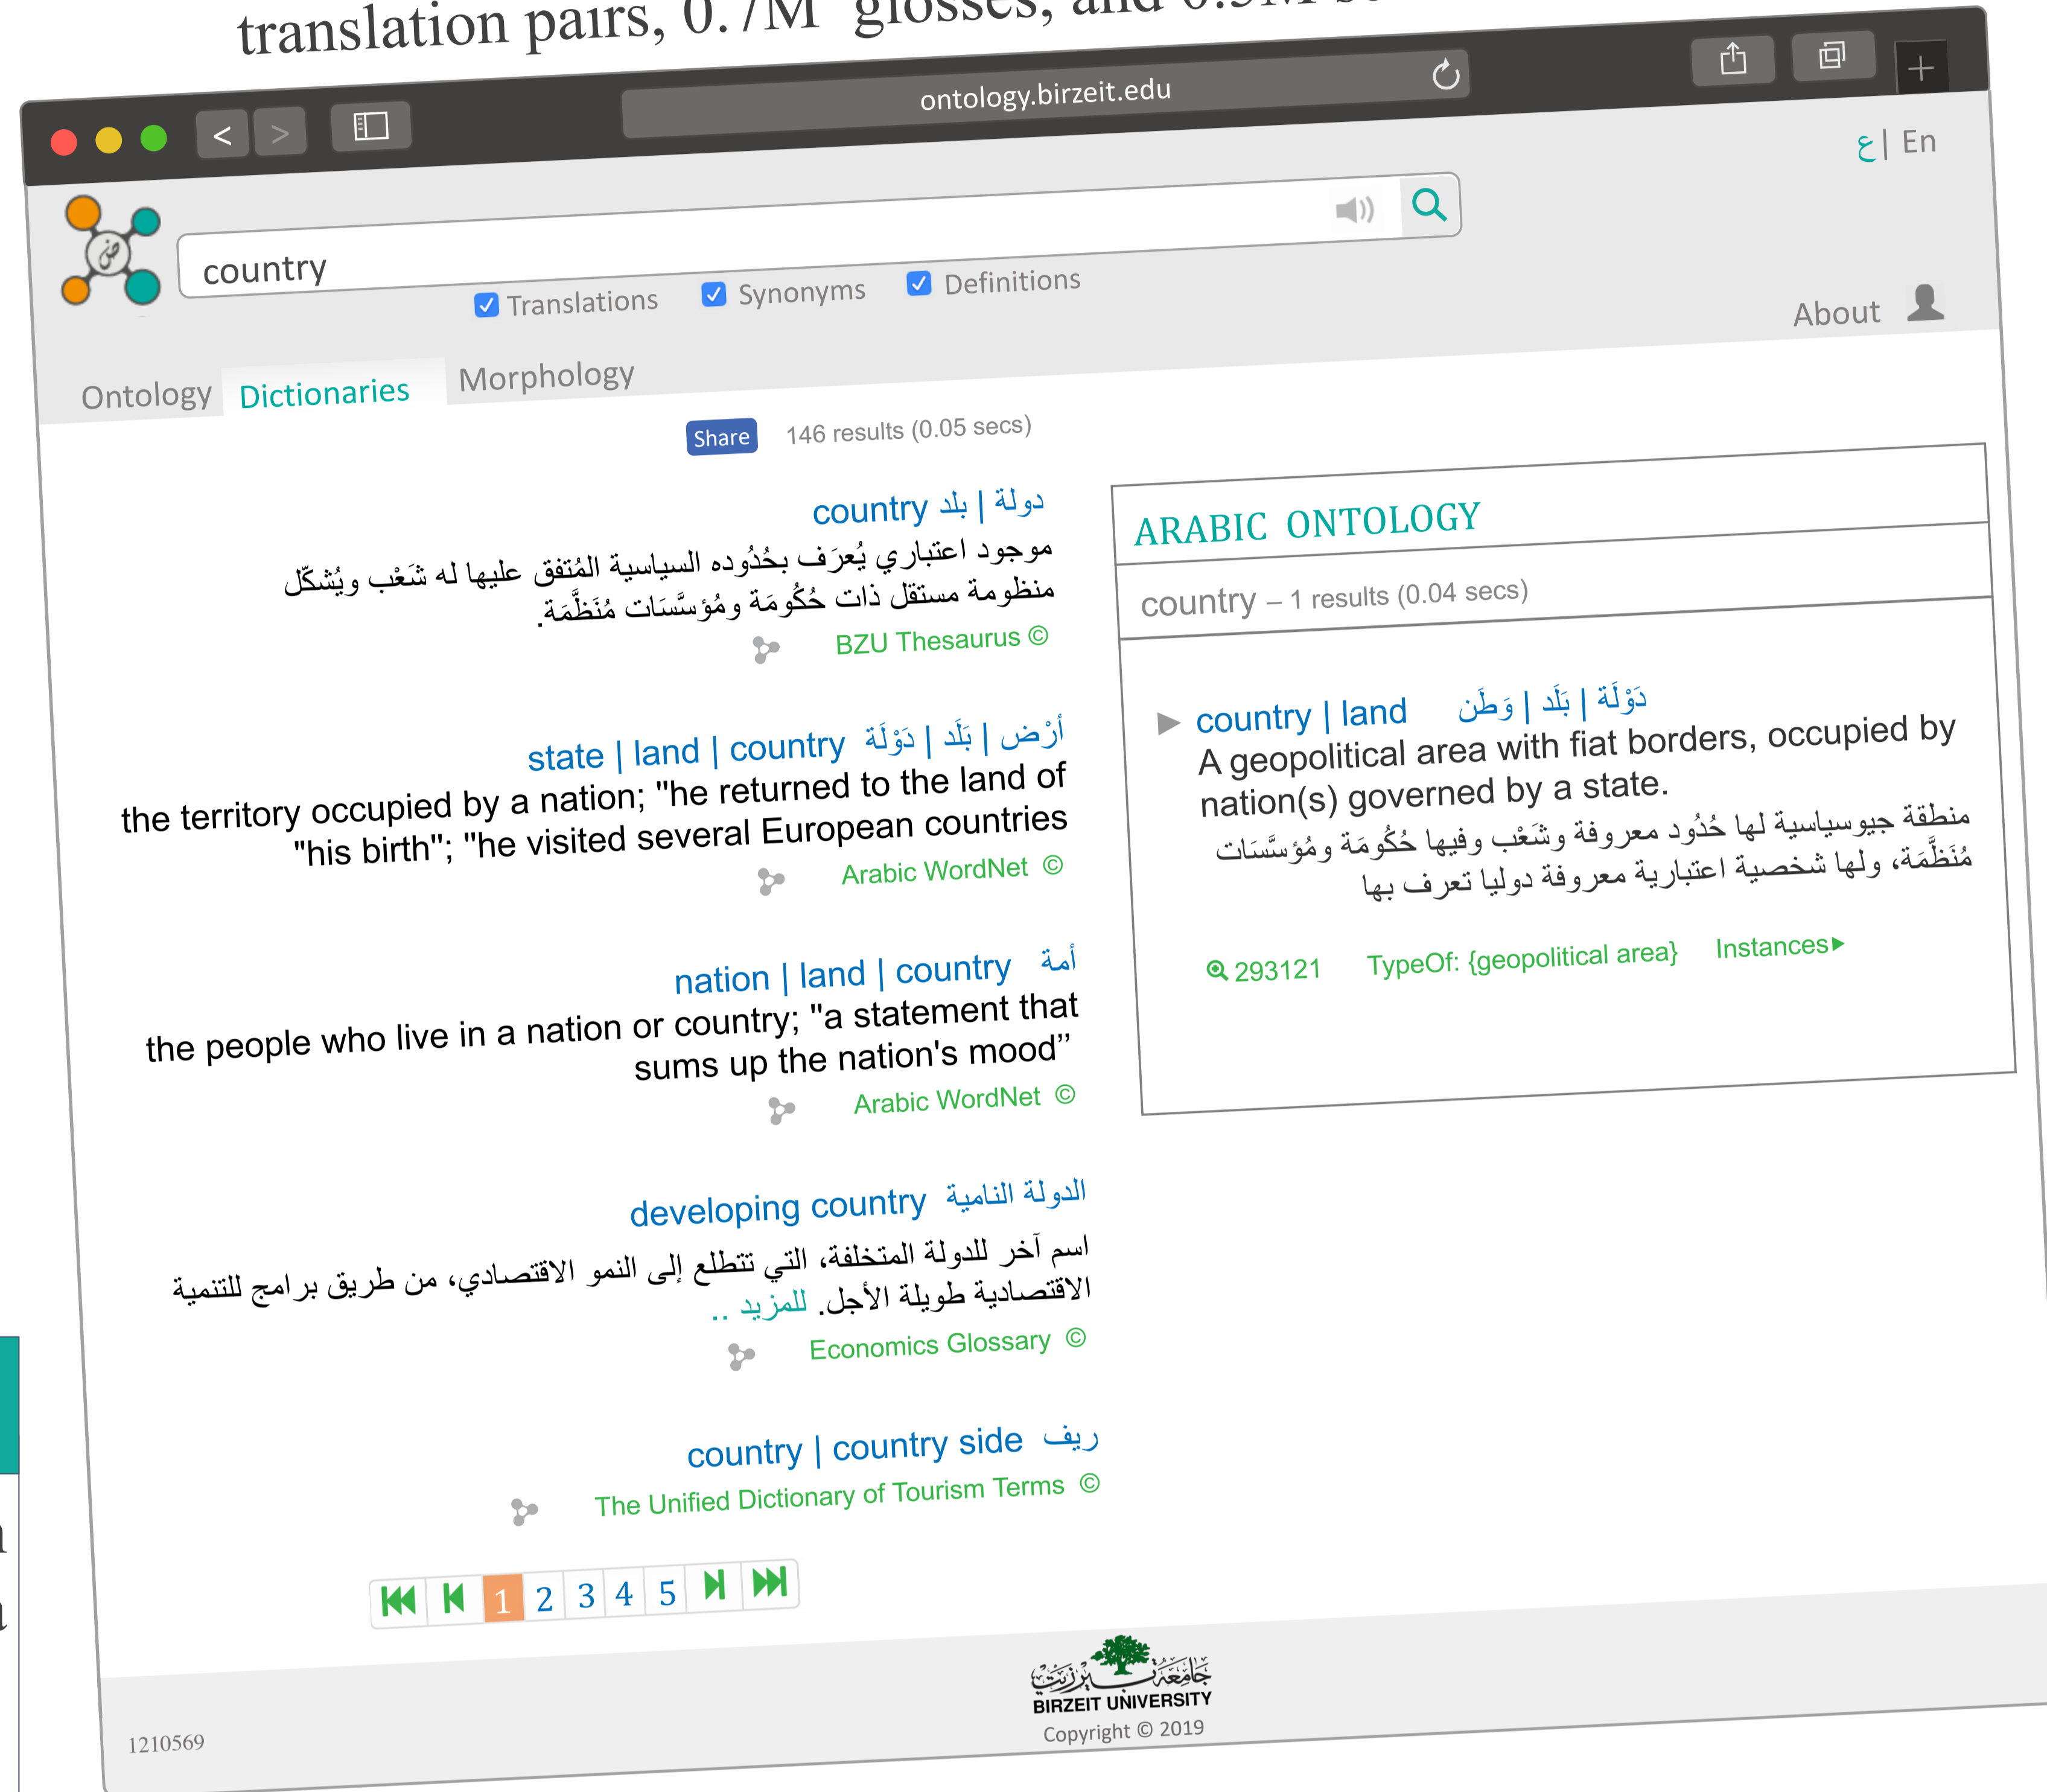 translation pairs, 0.7M glosses, and
ontology.birzeit.edu
ع | En
country
Translations Synonyms Definitions
About
Ontology Dictionaries Morphology
Share 146 results (0.05 secs)
دولة | بلد country
موجود اعتباري يُعرَف بحُدُوده السياسية المُتفق عليها له شَعْب ويُشكّل
منظومة مستقل ذات حُكُومَة ومُؤسَّسَات مُنَظَّمَة.
BZU Thesaurus ©
state | land | country أرْض | بَلَد | دَوْلَة
the territory occupied by a nation; "he returned to the land of
"his birth"; "he visited several European countries
Arabic WordNet ©
nation | land | country أمة
the people who live in a nation or country; "a statement that
sums up the nation's mood”
Arabic WordNet ©
developing country الدولة النامية
اسم آخر للدولة المتخلفة، التي تتطلع إلى النمو الاقتصادي، من طريق برامج للتنمية
الاقتصادية طويلة الأجل. للمزيد ..
Economics Glossary ©
country | country side ريف
The Unified Dictionary of Tourism Terms ©
1 2 3 4 5
ARABIC ONTOLOGY
country – 1 results (0.04 secs)
country | land دَوْلَة | بَلَد | وَطَن
A geopolitical area with fiat borders, occupied by
nation(s) governed by a state.
منطقة جيوسياسية لها حُدُود معروفة وشَعْب وفيها حُكُومَة ومُؤسَّسَات
مُنَظَّمَة، ولها شخصية اعتبارية معروفة دوليا تعرف بها
293121 TypeOf: {geopolitical area} Instances
جامعة بيرزيت
BIRZEIT UNIVERSITY
Copyright © 2019
1210569